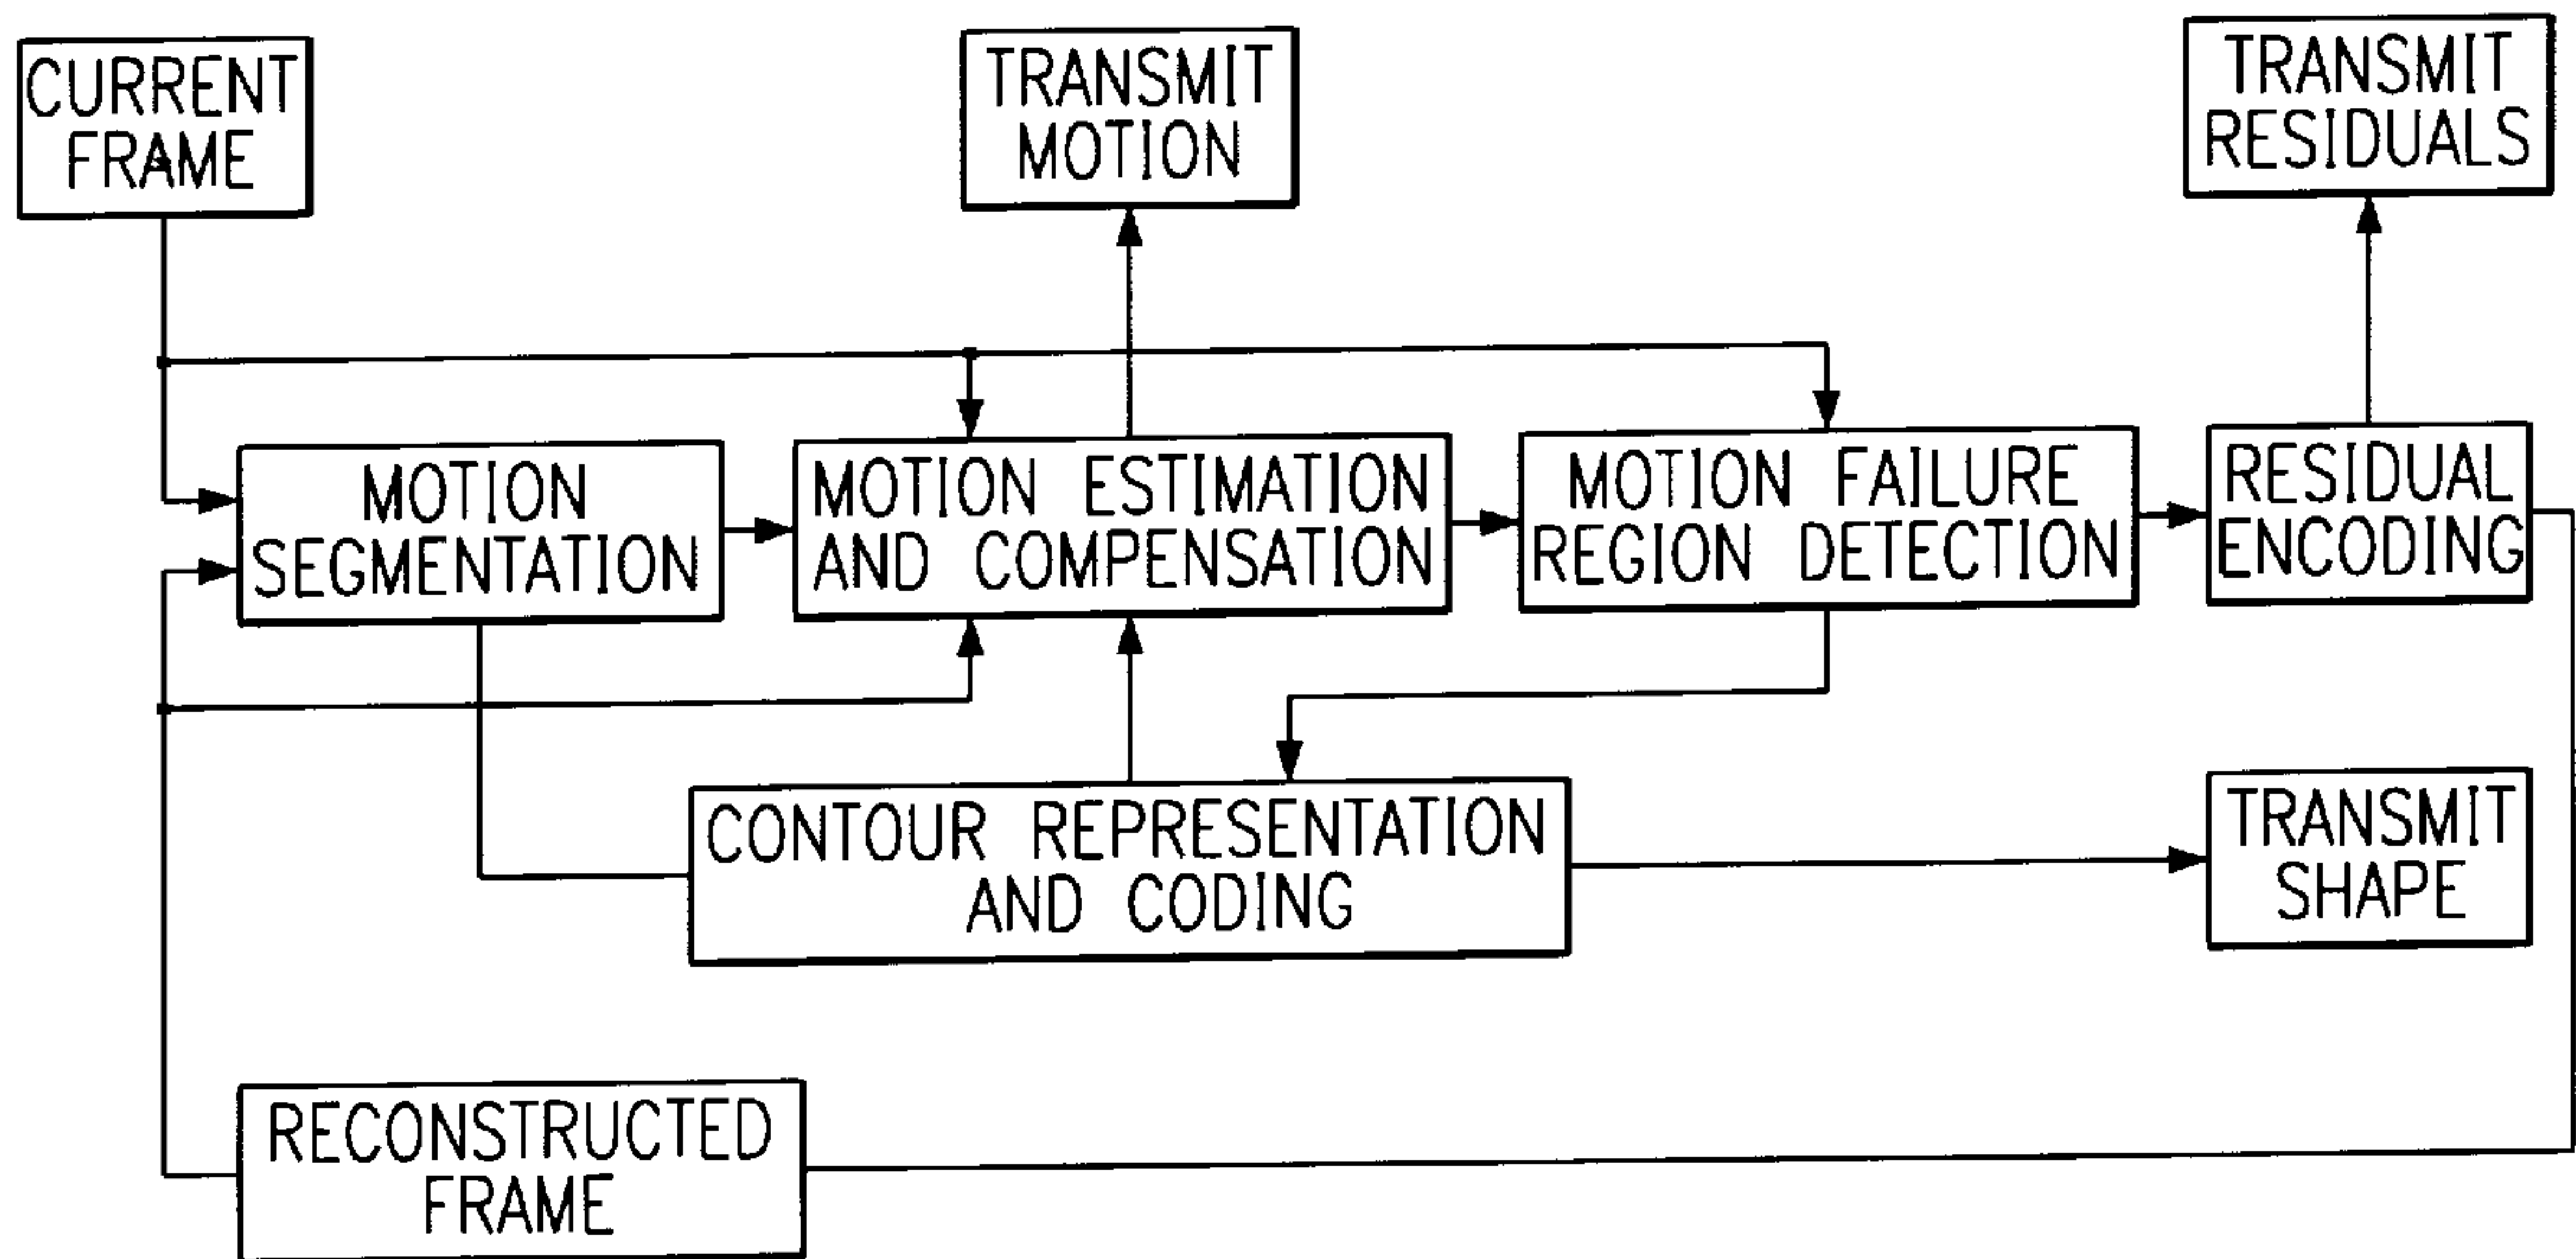 CURRENT
FRAME
TRANSMIT
MOTION
TRANSMIT
RESIDUALS
MOTION
SEGMENTATION
MOTION ESTIMATION
AND COMPENSATION
MOTION FAILURE
REGION DETECTION
RESIDUAL
ENCODING
CONTOUR REPRESENTATION
AND CODING
TRANSMIT
SHAPE
RECONSTRUCTED
FRAME